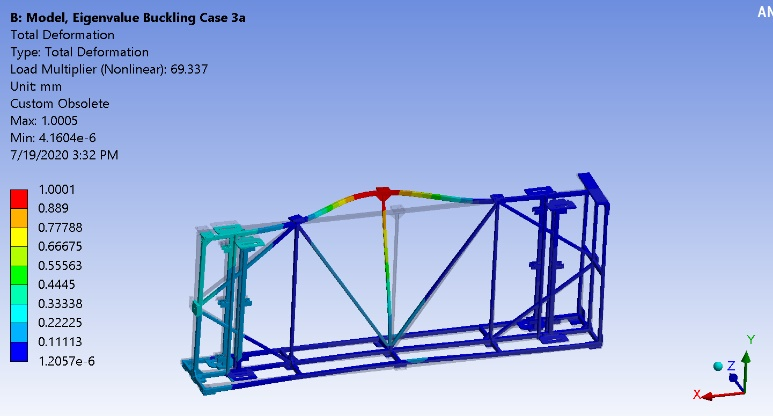 B: Model, Eigenvalue Buckling Case 3a
Total Deformation
Type: Total Deformation
Load Multiplier (Nonlinear): 69.337
Unit: mm
Custom Obsolete
Max: 1.0005
Min: 4.1604e-6
7/19/2020 3:32 PM
AN
1.0001
0.889
0.77788
0.66675
0.55563
0.4445
0.33338
0.22225
0.11113
1.2057e-6
Y
Z
X